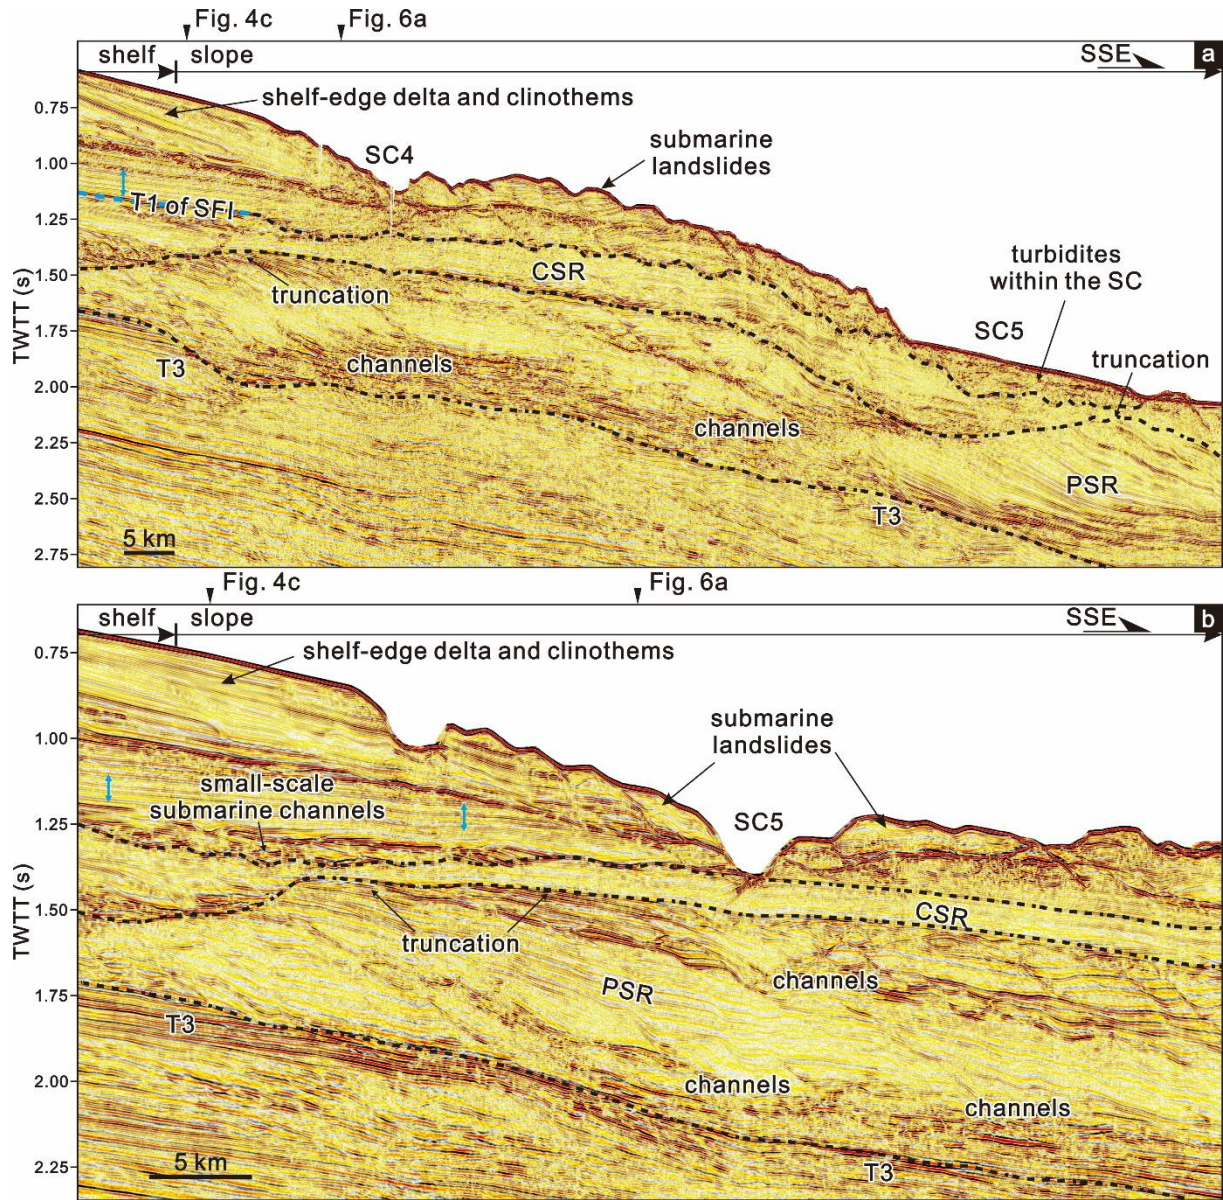 Fig. 4c
Fig. 6a
shelf
slope
SSE
a
0.75
shelf-edge delta and clinothems
submarine
landslides
SC4
1.00
T1 of SFI
1.25
turbidites
within the SC
CSR
1.50
truncation
SC5
1.75
truncation
channels
T3
2.00
channels
2.25
PSR
2.50
T3
5 km
2.75
TWTT (s)
Fig. 4c
Fig. 6a
shelf
slope
SSE
b
0.75
shelf-edge delta and clinothems
submarine
landslides
1.00
small-scale
submarine channels
SC5
1.25
CSR
1.50
truncation
channels
PSR
1.75
T3
2.00
channels
channels
5 km
2.25
T3
TWTT (s)